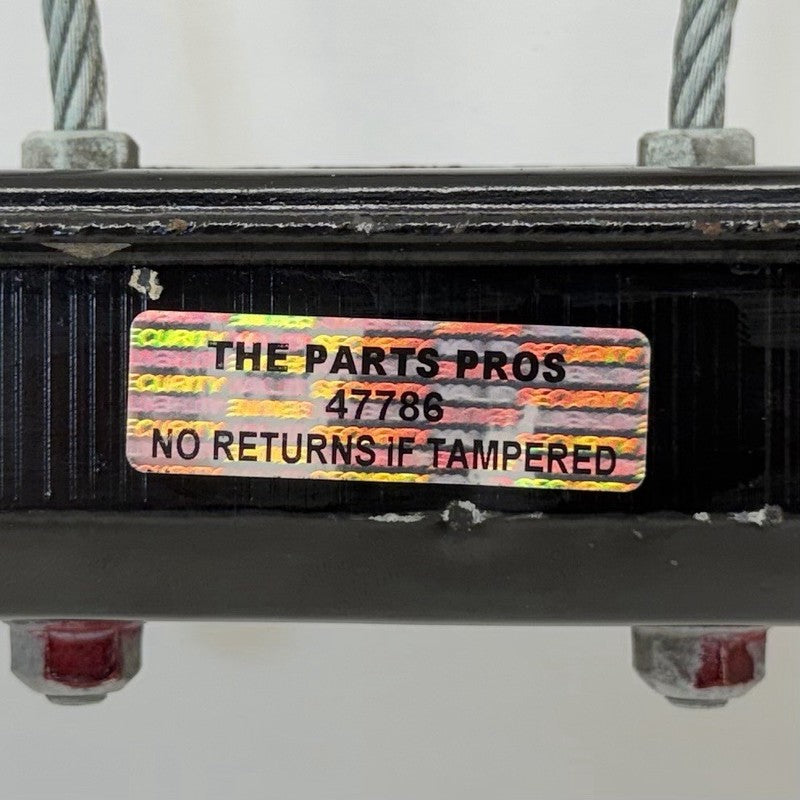 THE PARTS PROS
47786
NO RETURNS IF TAMPERED